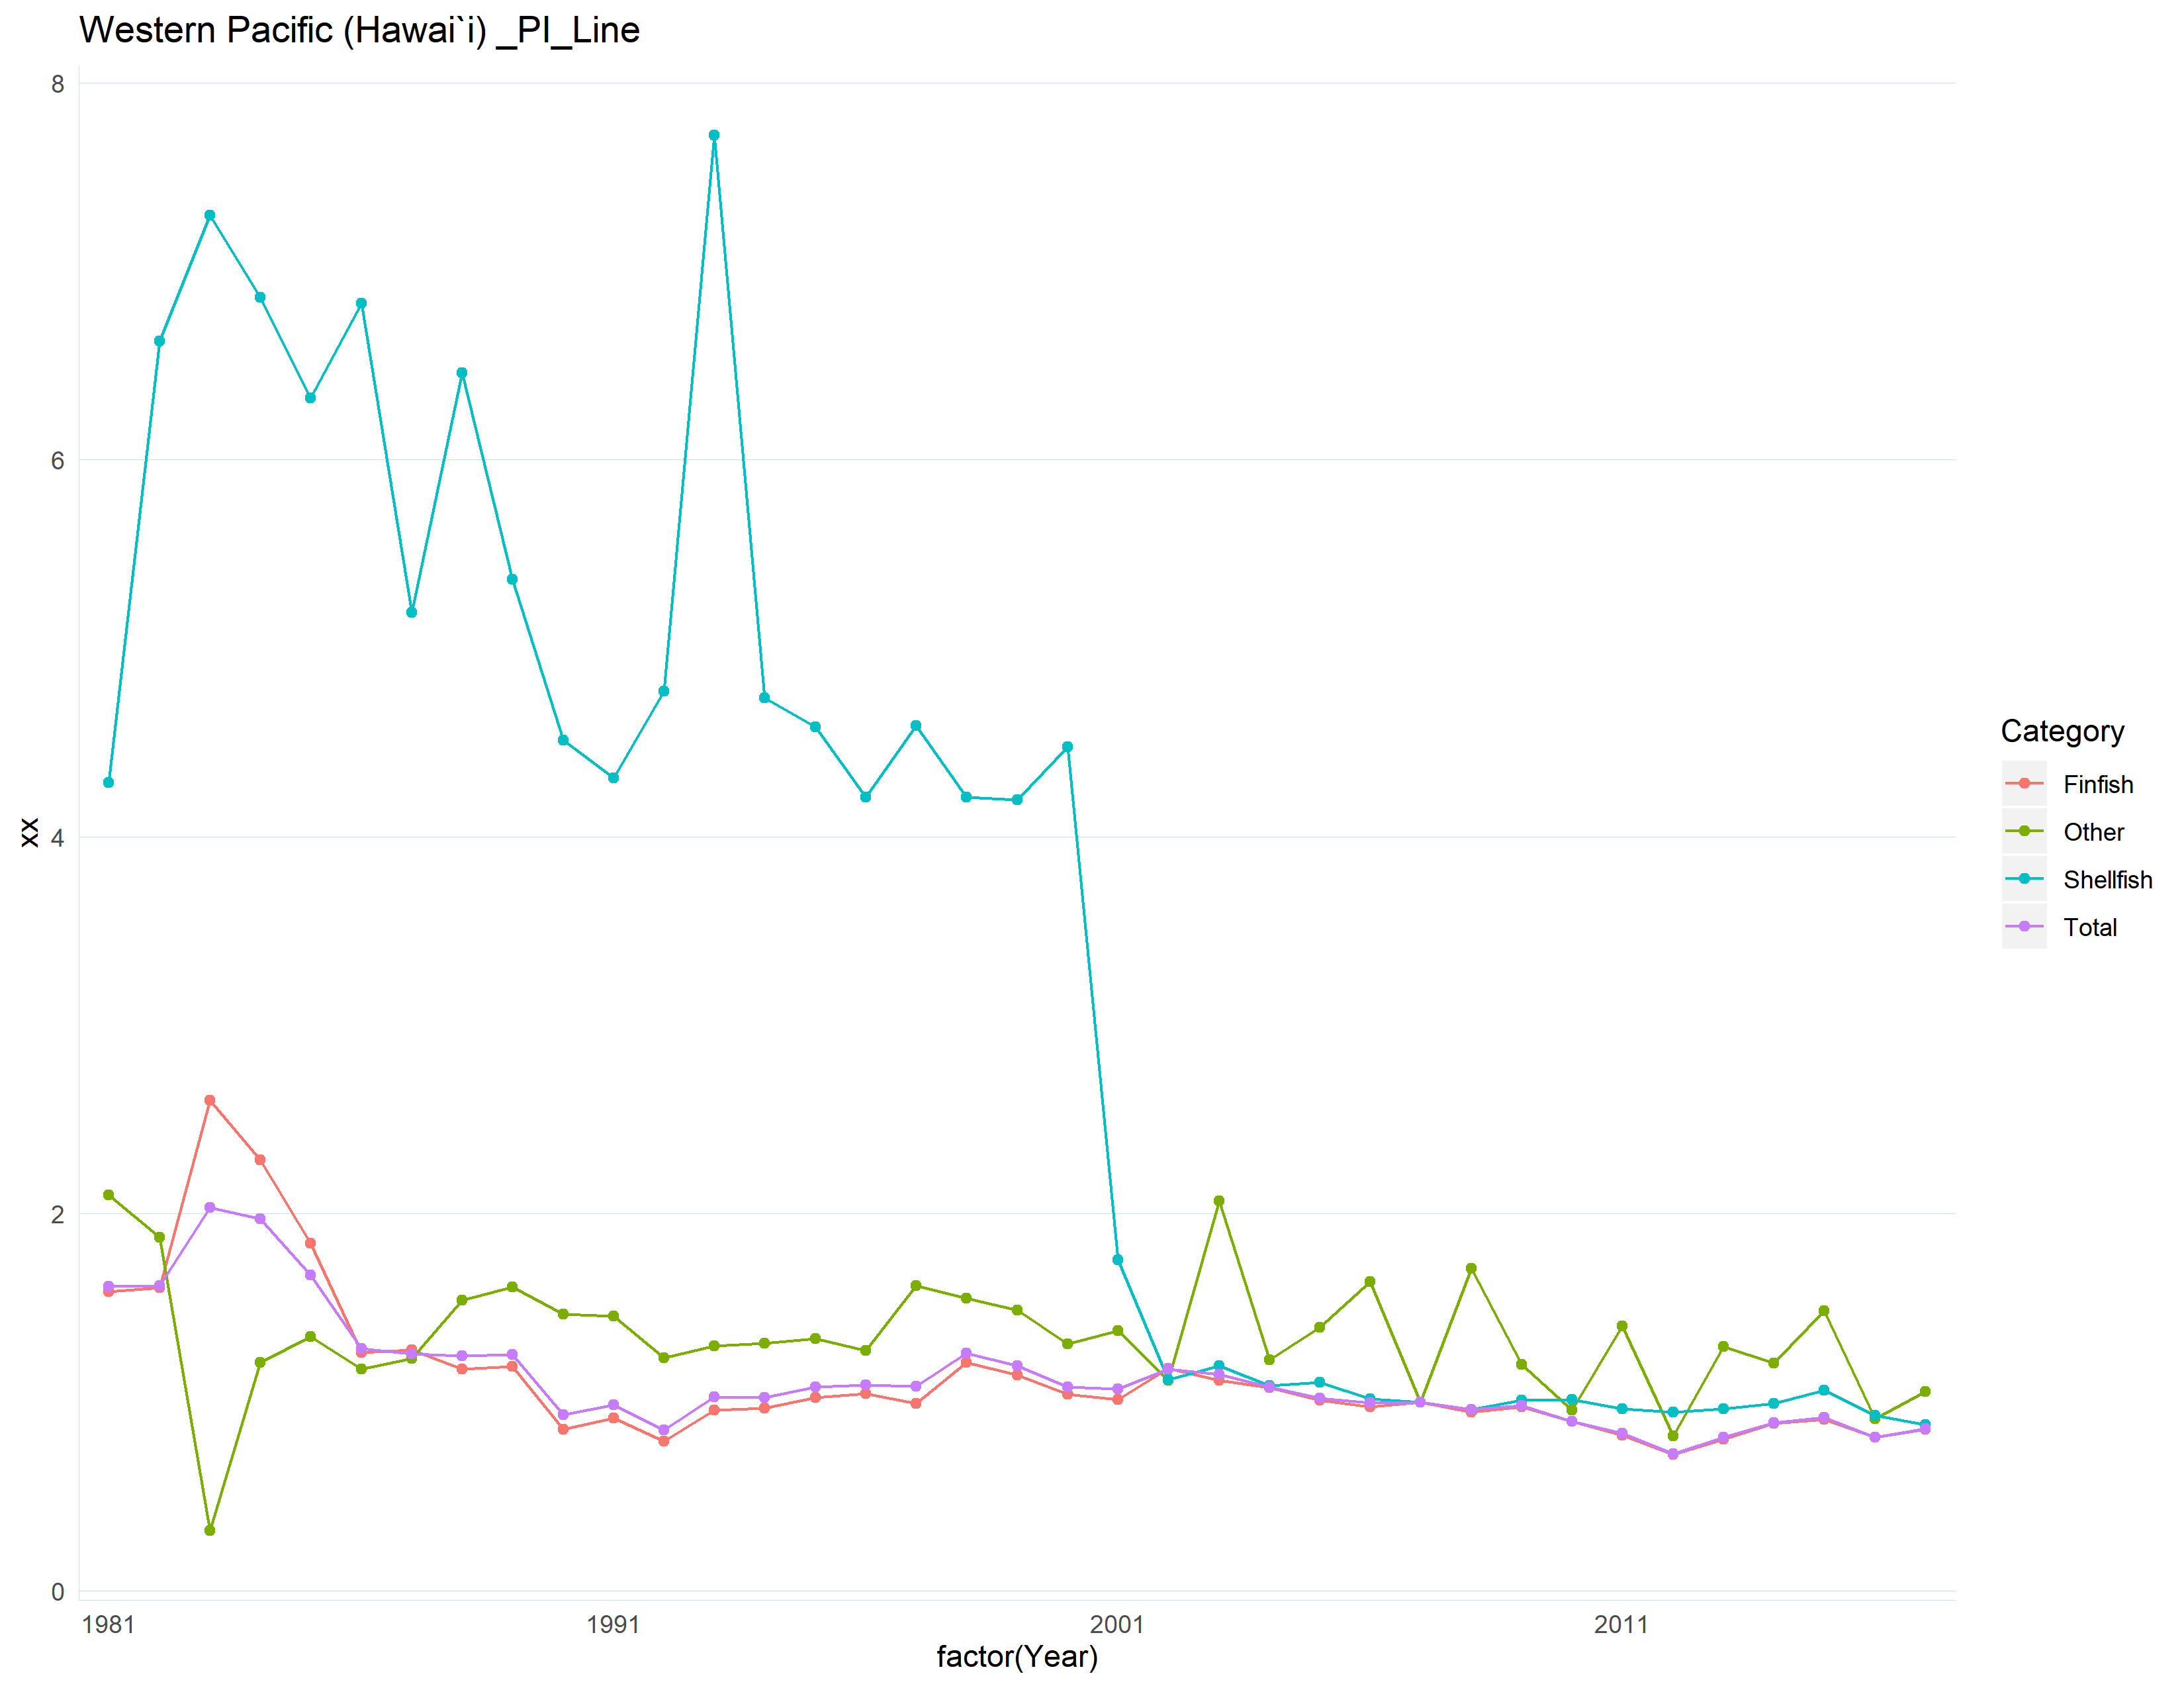 Western Pacific (Hawai`i) _PI_Line
8
6
4
2
0
xx
1981
1991
2001
2011
factor(Year)
Category
Finfish
Other
Shellfish
Total